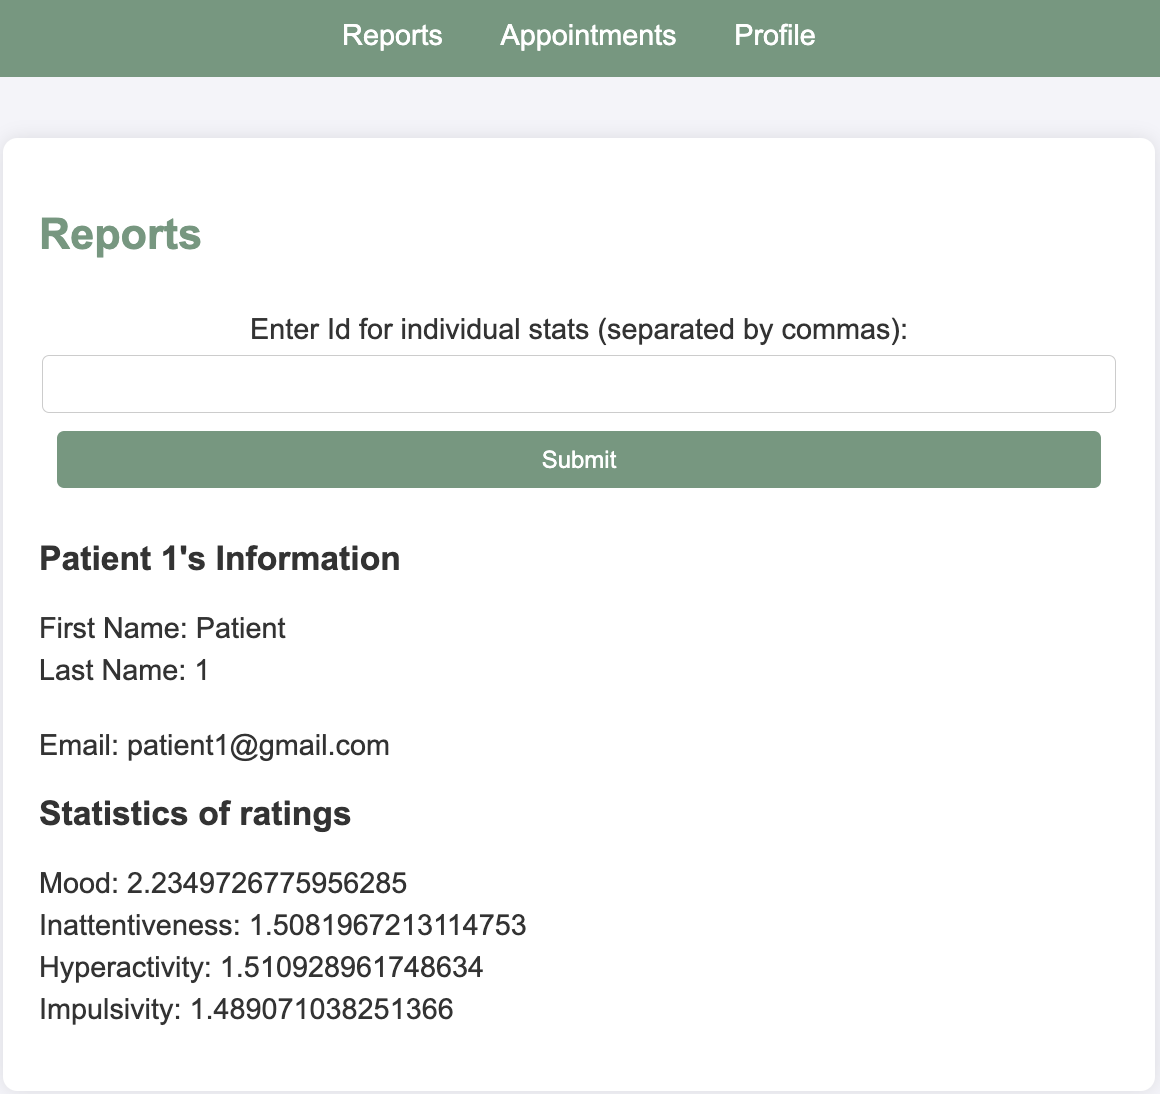 Reports Appointments Profile
Reports
Enter Id for individual stats (separated by commas):
Submit
Patient 1's Information
First Name: Patient
Last Name: 1
Email: patient1@gmail.com
Statistics of ratings
Mood: 2.2349726775956285
Inattentiveness: 1.5081967213114753
Hyperactivity: 1.510928961748634
Impulsivity: 1.489071038251366